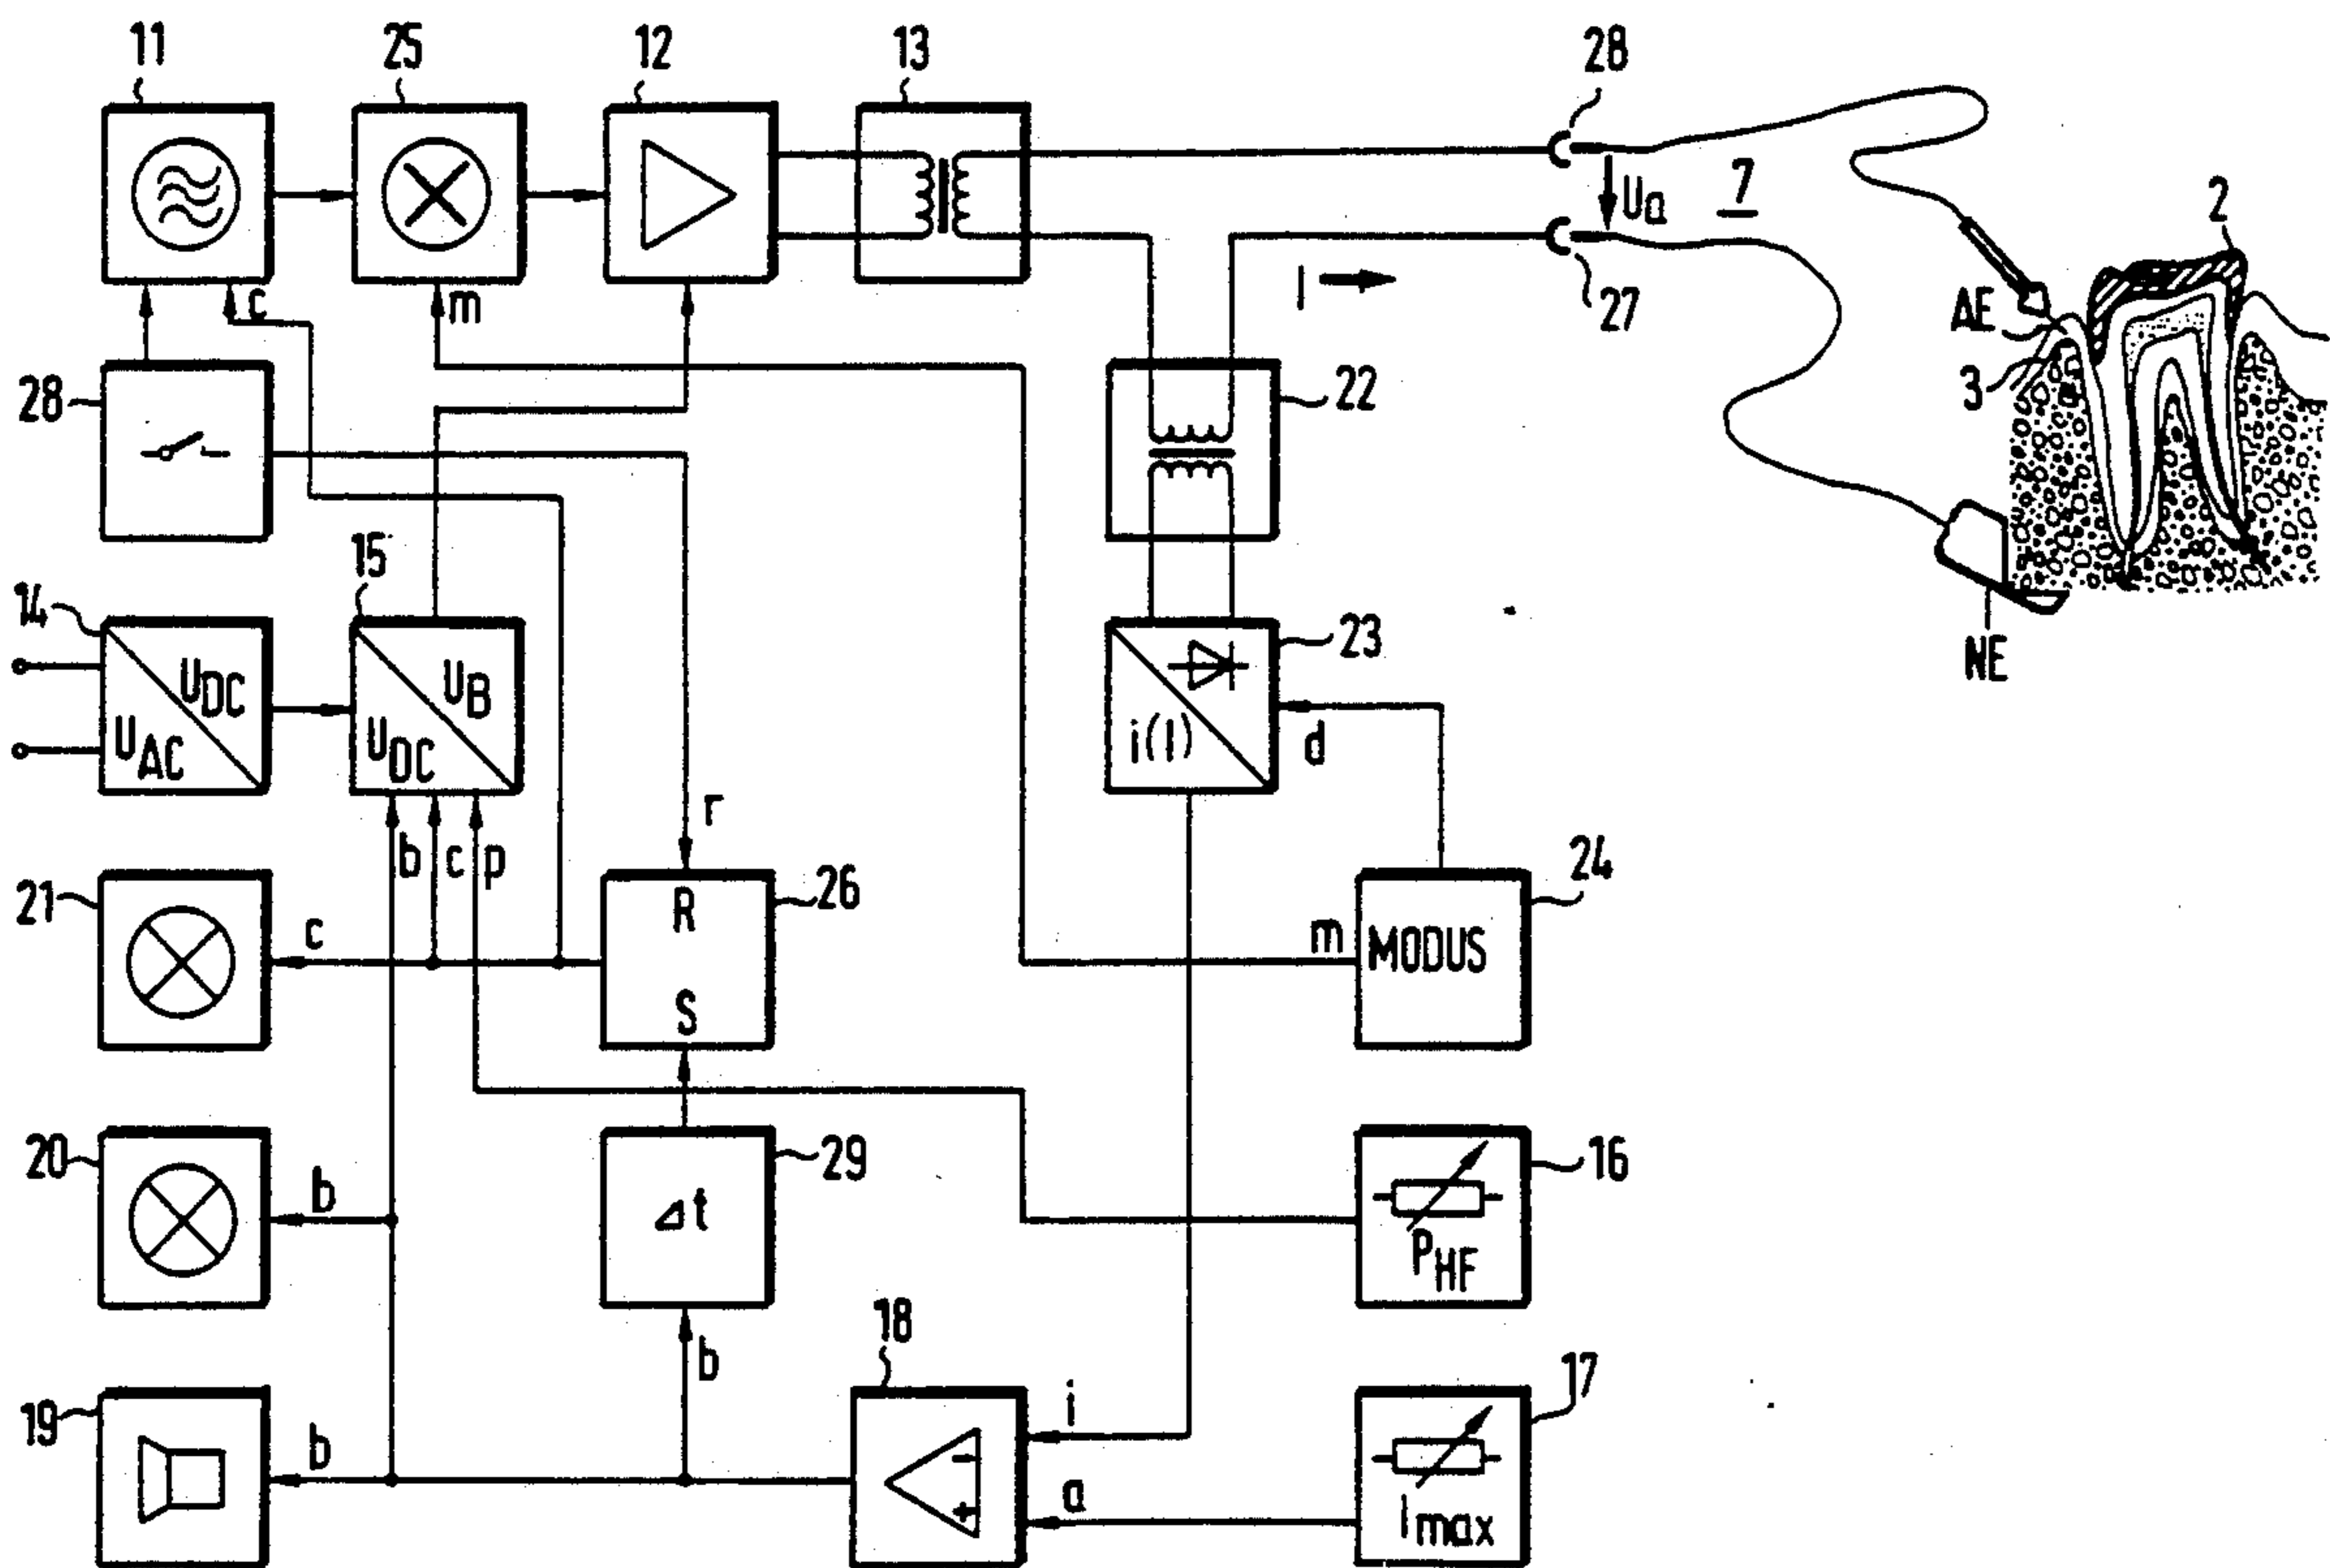 11
25
12
13
28
Ua
7
2
I
27
AE
3
c
m
28
22
15
14
UDC
UAC
UB
UDC
23
i(I)
d
NE
r
b c p
21
c
R
S
26
m
MODUS
24
20
b
Δt
29
16
PHF
b
18
17
19
b
i
a
-
+
Imax